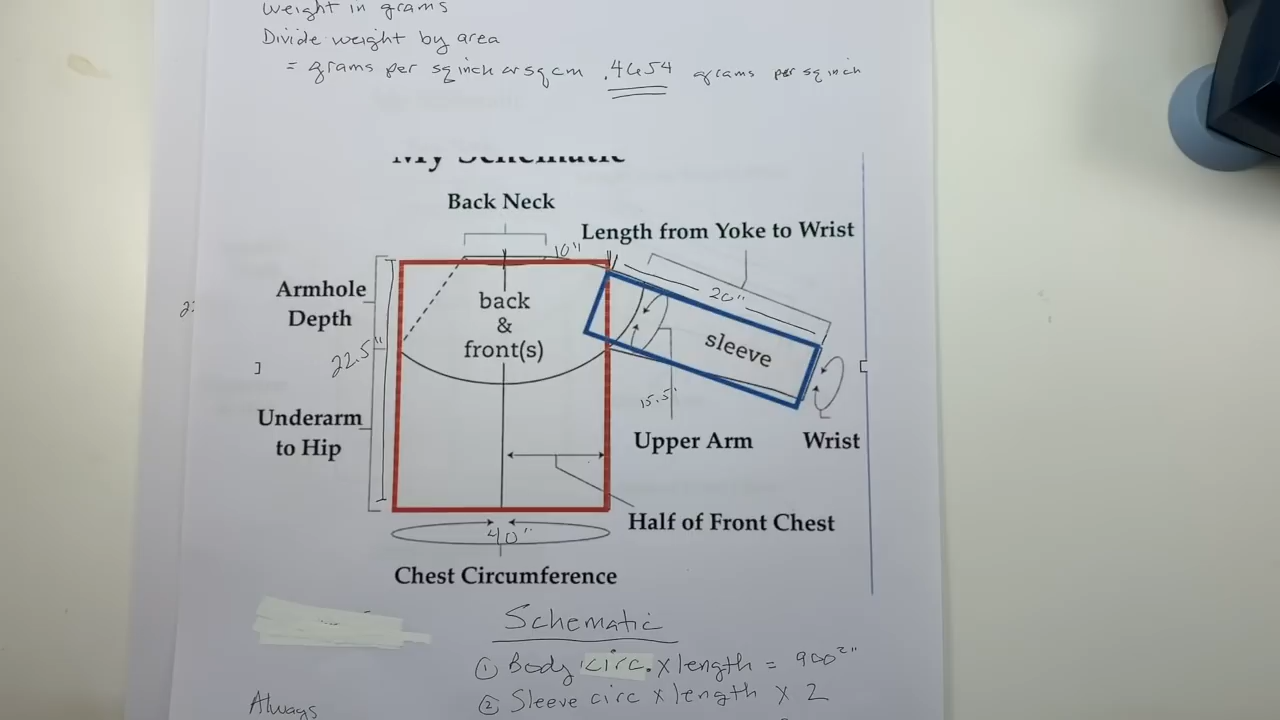 weight in grams
Divide weight by area
= grams per sq inch or sq cm .4654 grams per sq inch
My Schematic
Back Neck
10"
Length from Yoke to Wrist
20"
Armhole
Depth
22.5"
back
&
front(s)
sleeve
]
15.5"
Underarm
to Hip
Upper Arm
Wrist
Half of Front Chest
40"
Chest Circumference
Schematic
① Body circ. x length = 900²"
② Sleeve circ x length x 2
Always